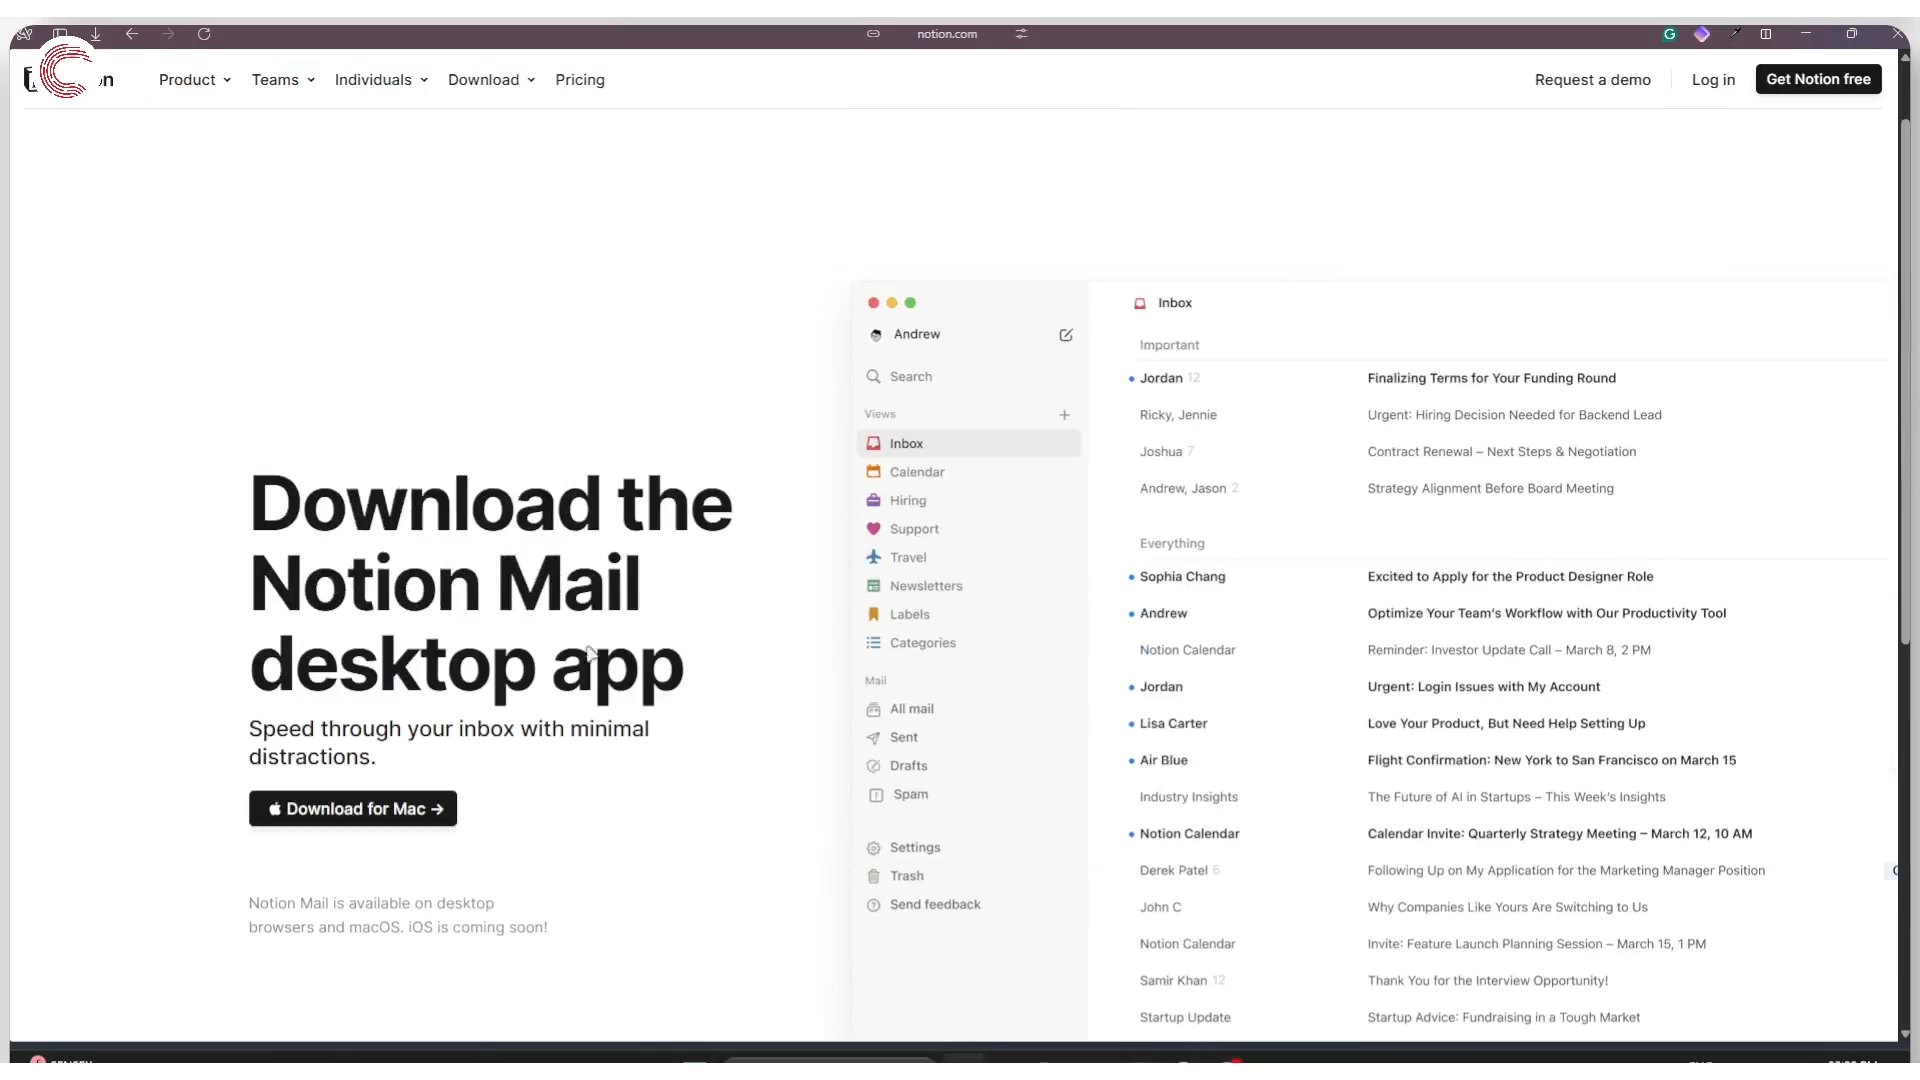 notion.com
Product Teams Individuals Download Pricing
Request a demo Log in Get Notion free
Download the
Notion Mail
desktop app
Speed through your inbox with minimal
distractions.
Download for Mac →
Notion Mail is available on desktop
browsers and macOS. iOS is coming soon!
Andrew
Search
Views
Inbox
Calendar
Hiring
Support
Travel
Newsletters
Labels
Categories
Mail
All mail
Sent
Drafts
Spam
Settings
Trash
Send feedback
Inbox
Important
Jordan 12 Finalizing Terms for Your Funding Round
Ricky, Jennie Urgent: Hiring Decision Needed for Backend Lead
Joshua 7 Contract Renewal – Next Steps & Negotiation
Andrew, Jason 2 Strategy Alignment Before Board Meeting
Everything
Sophia Chang Excited to Apply for the Product Designer Role
Andrew Optimize Your Team's Workflow with Our Productivity Tool
Notion Calendar Reminder: Investor Update Call – March 8, 2 PM
Jordan Urgent: Login Issues with My Account
Lisa Carter Love Your Product, But Need Help Setting Up
Air Blue Flight Confirmation: New York to San Francisco on March 15
Industry Insights The Future of AI in Startups – This Week's Insights
Notion Calendar Calendar Invite: Quarterly Strategy Meeting – March 12, 10 AM
Derek Patel 6 Following Up on My Application for the Marketing Manager Position
John C Why Companies Like Yours Are Switching to Us
Notion Calendar Invite: Feature Launch Planning Session – March 15, 1 PM
Samir Khan 12 Thank You for the Interview Opportunity!
Startup Update Startup Advice: Fundraising in a Tough Market